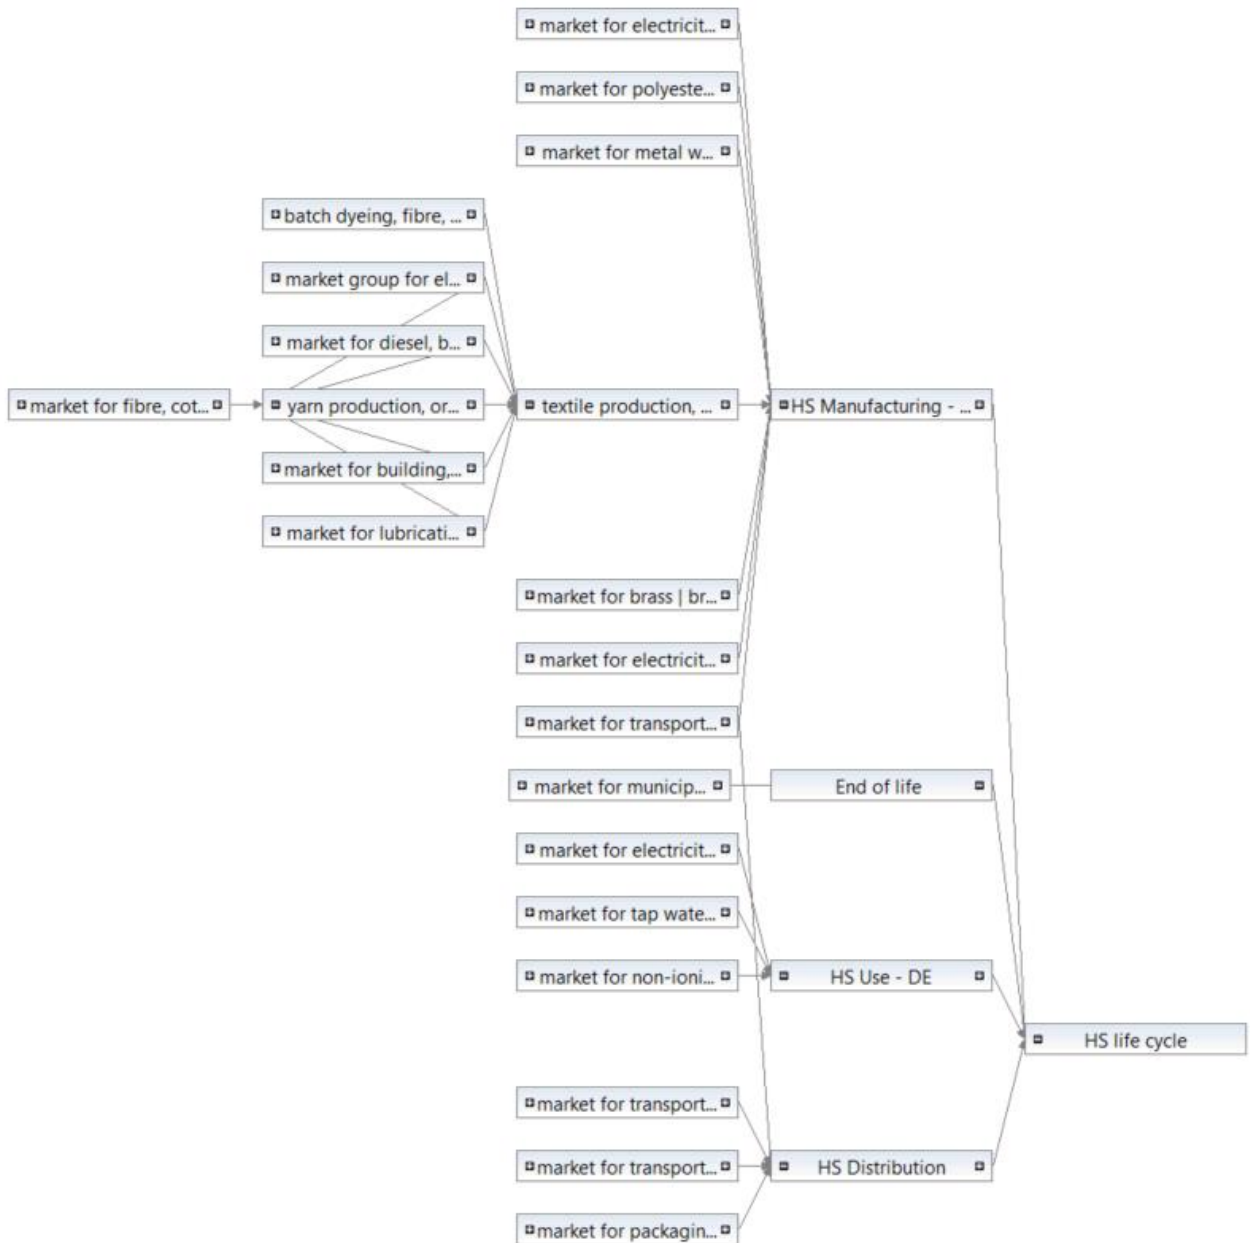 market for electricit...
market for polyeste...
market for metal w...
batch dyeing, fibre, ...
market group for el...
market for diesel, b...
market for fibre, cot...
yarn production, or...
textile production, ...
HS Manufacturing - ...
market for building,...
market for lubricati...
market for brass | br...
market for electricit...
market for transport...
market for municip...
End of life
market for electricit...
market for tap wate...
market for non-ioni...
HS Use - DE
HS life cycle
market for transport...
market for transport...
HS Distribution
market for packagin...